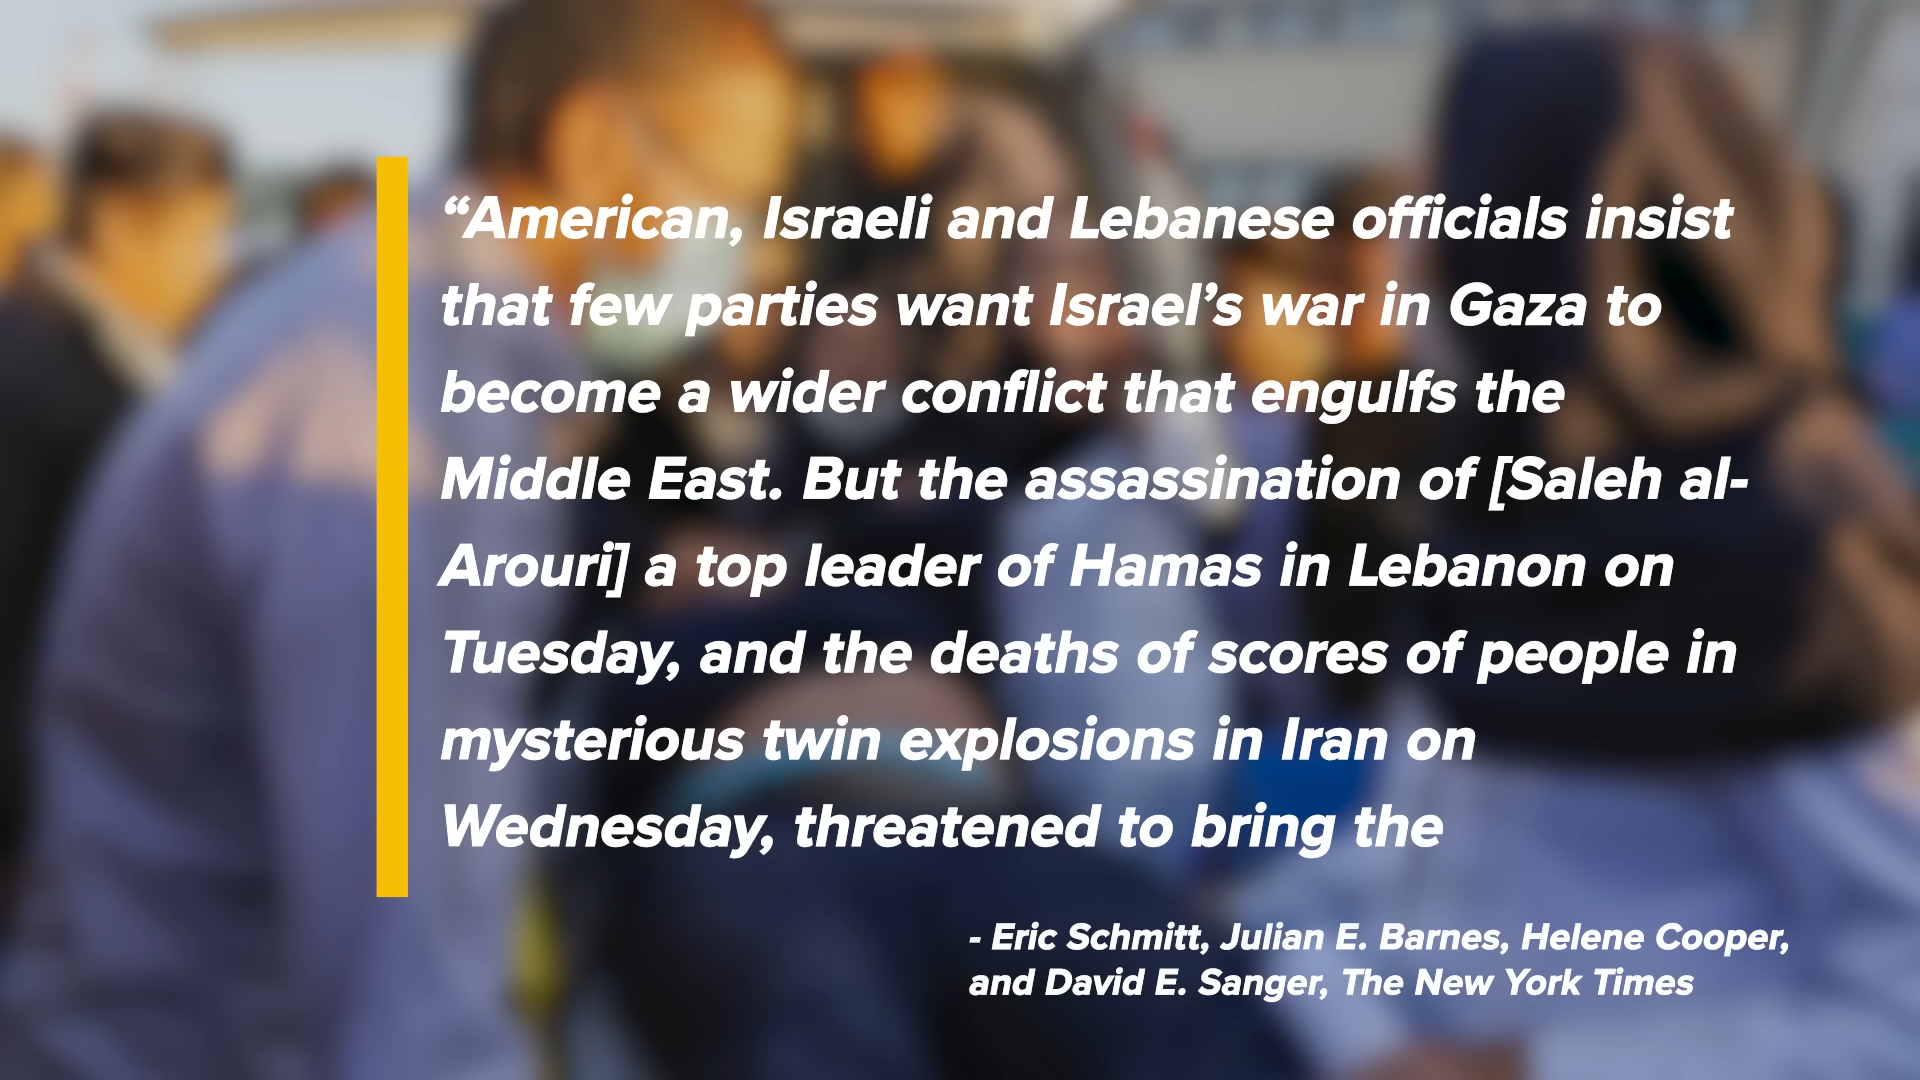 “American, Israeli and Lebanese officials insist
that few parties want Israel’s war in Gaza to
become a wider conflict that engulfs the
Middle East. But the assassination of [Saleh al-
Arouri] a top leader of Hamas in Lebanon on
Tuesday, and the deaths of scores of people in
mysterious twin explosions in Iran on
Wednesday, threatened to bring the
- Eric Schmitt, Julian E. Barnes, Helene Cooper,
and David E. Sanger, The New York Times